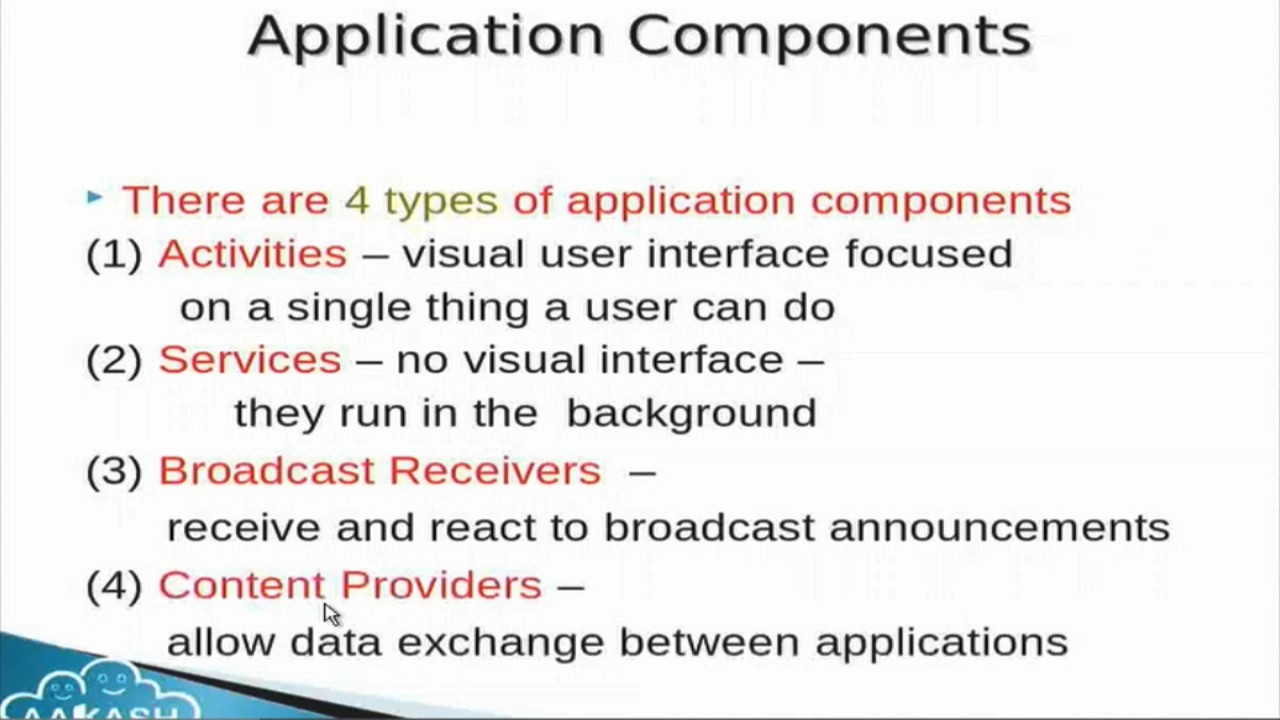 Application Components
There are 4 types of application components
(1) Activities – visual user interface focused
on a single thing a user can do
(2) Services – no visual interface –
they run in the background
(3) Broadcast Receivers –
receive and react to broadcast announcements
(4) Content Providers –
allow data exchange between applications
AAKASH